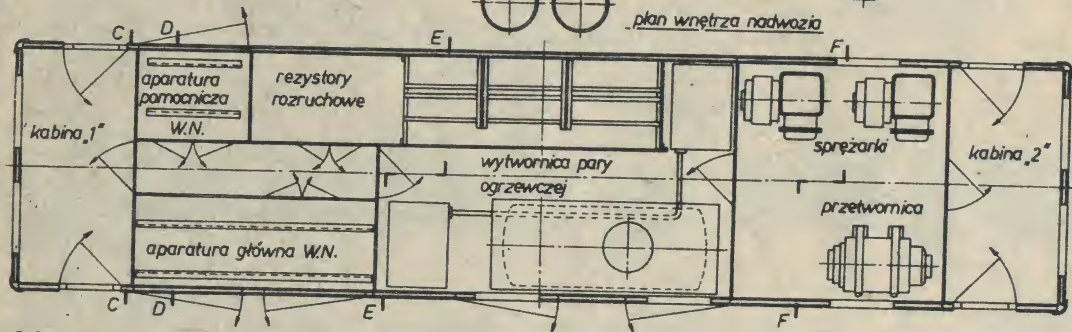 plan wnętrza nadwozia
C D E F
aparatura
pomocnicza
W.N.
rezystory
rozruchowe
kabina „1”
wytwornica pary
ogrzewczej
sprężarki
kabina „2”
przetwornica
aparatura główna W.N.
C D E F